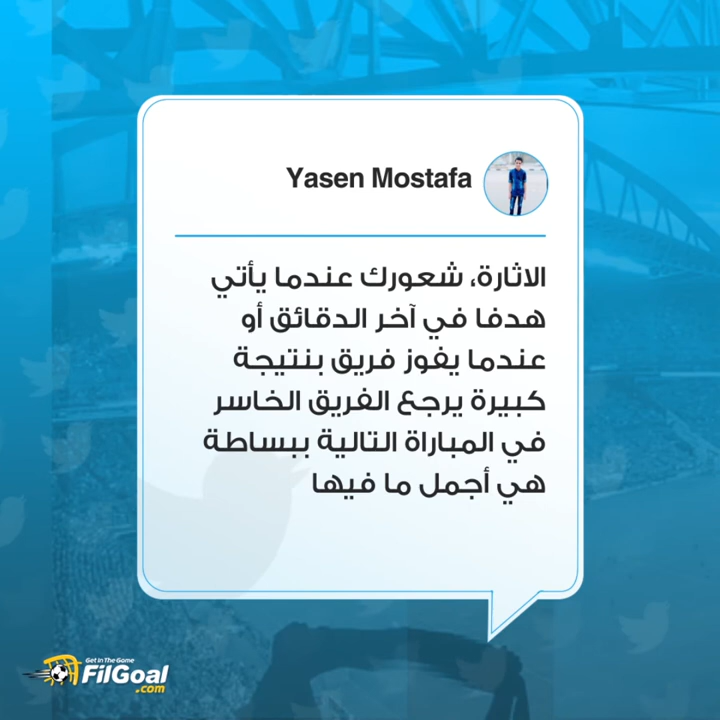 Yasen Mostafa
الاثارة، شعورك عندما يأتي
هدفا في آخر الدقائق أو
عندما يفوز فريق بنتيجة
كبيرة يرجع الفريق الخاسر
في المباراة التالية ببساطة
هي أجمل ما فيها
Get In The Game
FilGoal
.com